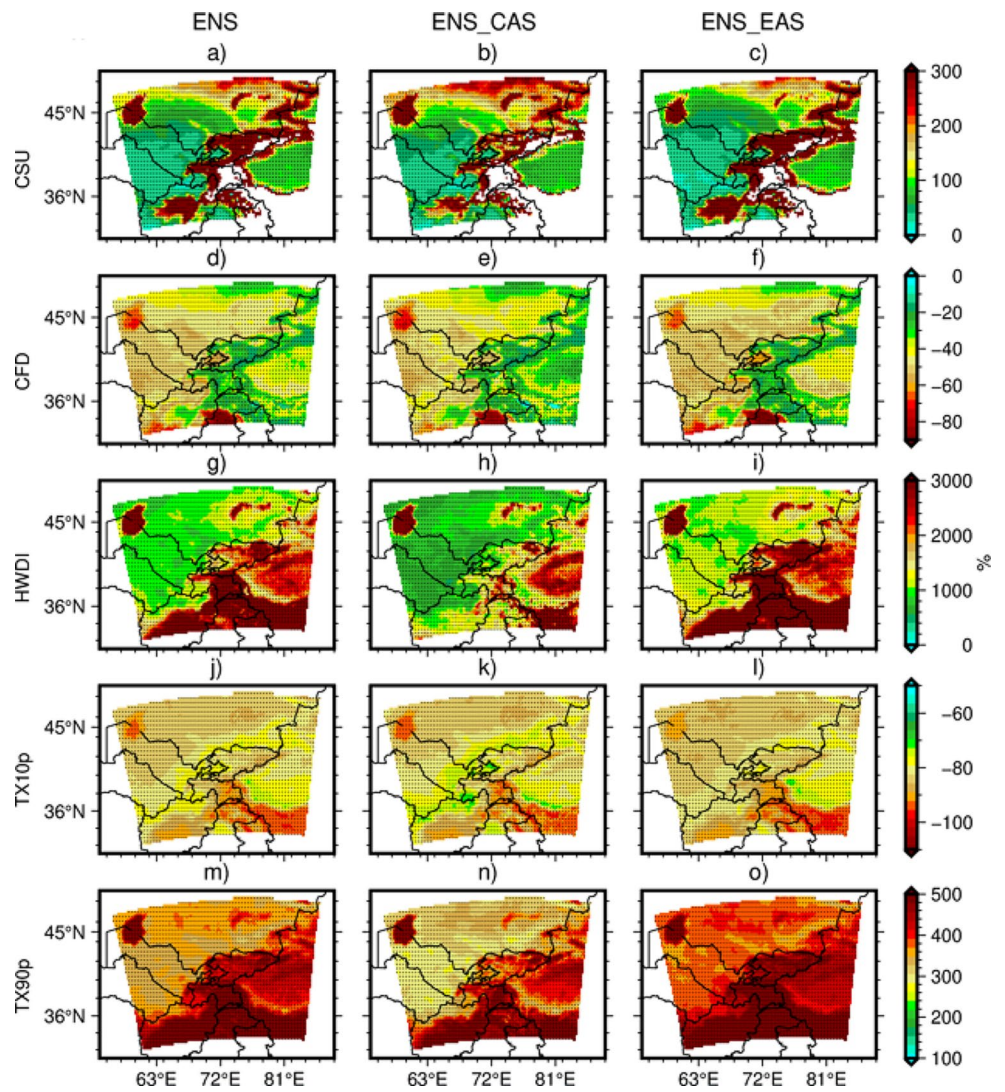 ENS ENS_CAS ENS_EAS
a) b) c)
CSU
45°N
36°N
300
200
100
0
d) e) f)
CFD
45°N
36°N
0
−20
−40
−60
−80
g) h) i)
HWDI
45°N
36°N
3000
2000
1000
0
%
j) k) l)
TX10p
45°N
36°N
−60
−80
−100
m) n) o)
TX90p
45°N
36°N
500
400
300
200
100
63°E 72°E 81°E 63°E 72°E 81°E 63°E 72°E 81°E